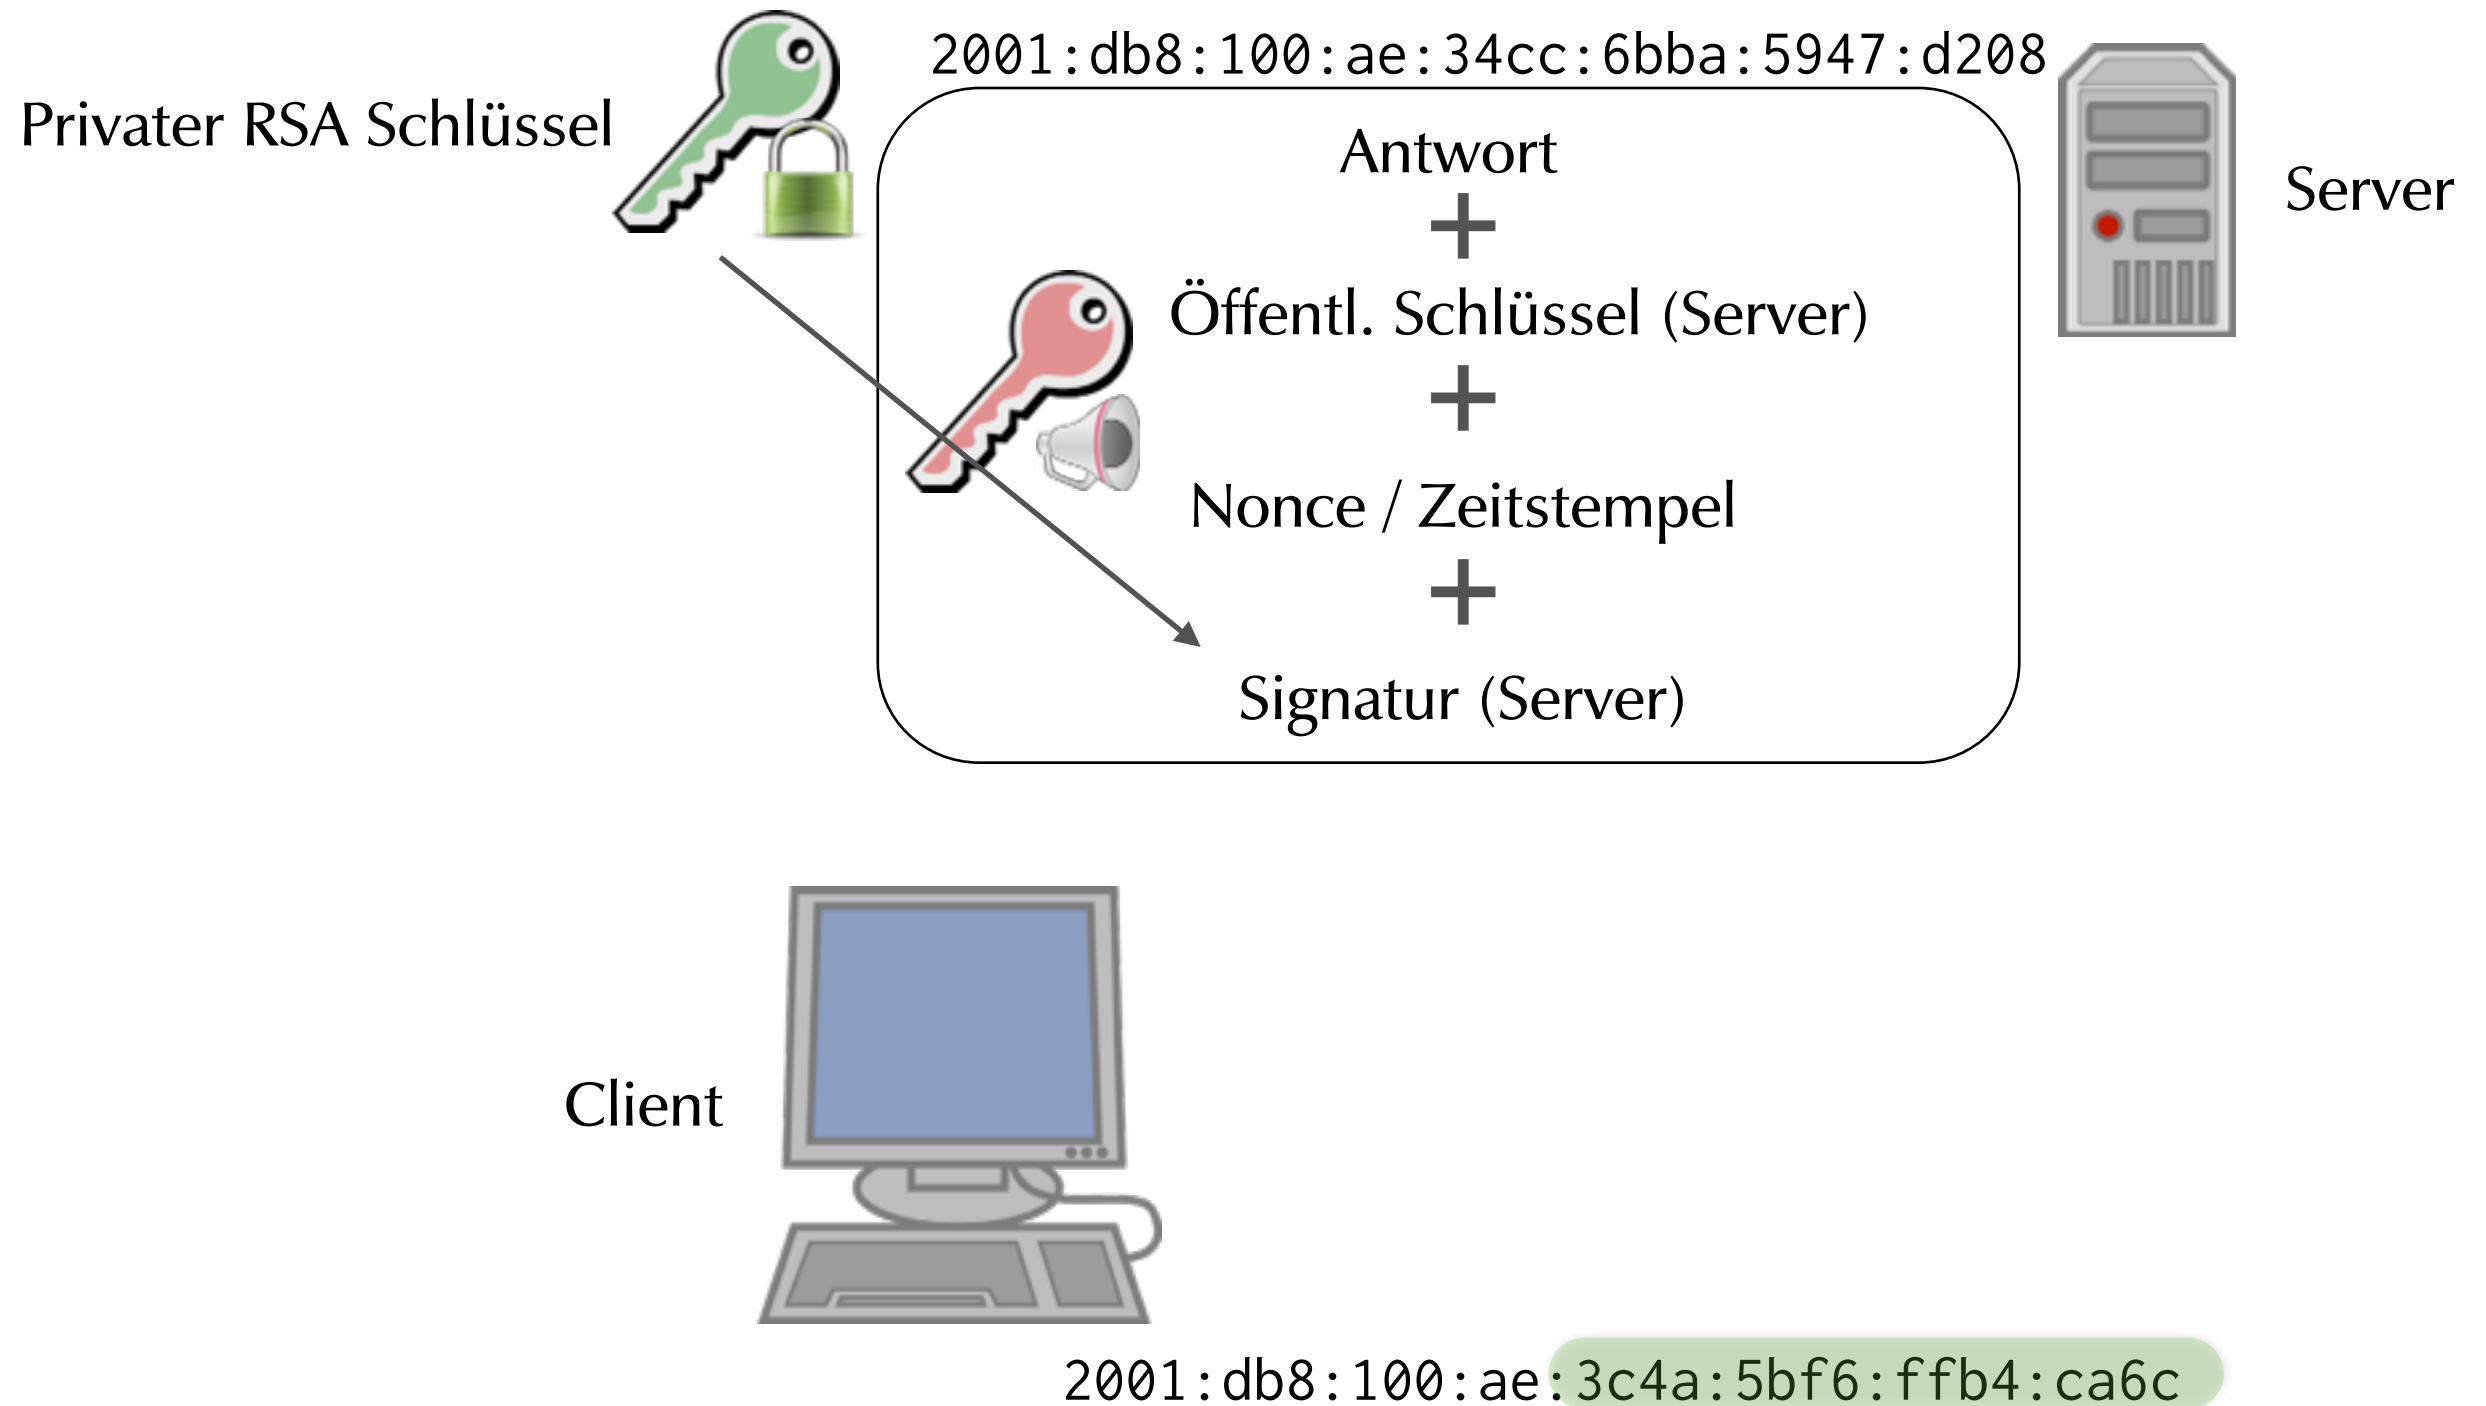 2001:db8:100:ae:34cc:6bba:5947:d208
Privater RSA Schlüssel
Antwort
+
Server
Öffentl. Schlüssel (Server)
+
Nonce / Zeitstempel
+
Signatur (Server)
Client
2001:db8:100:ae:3c4a:5bf6:ffb4:ca6c